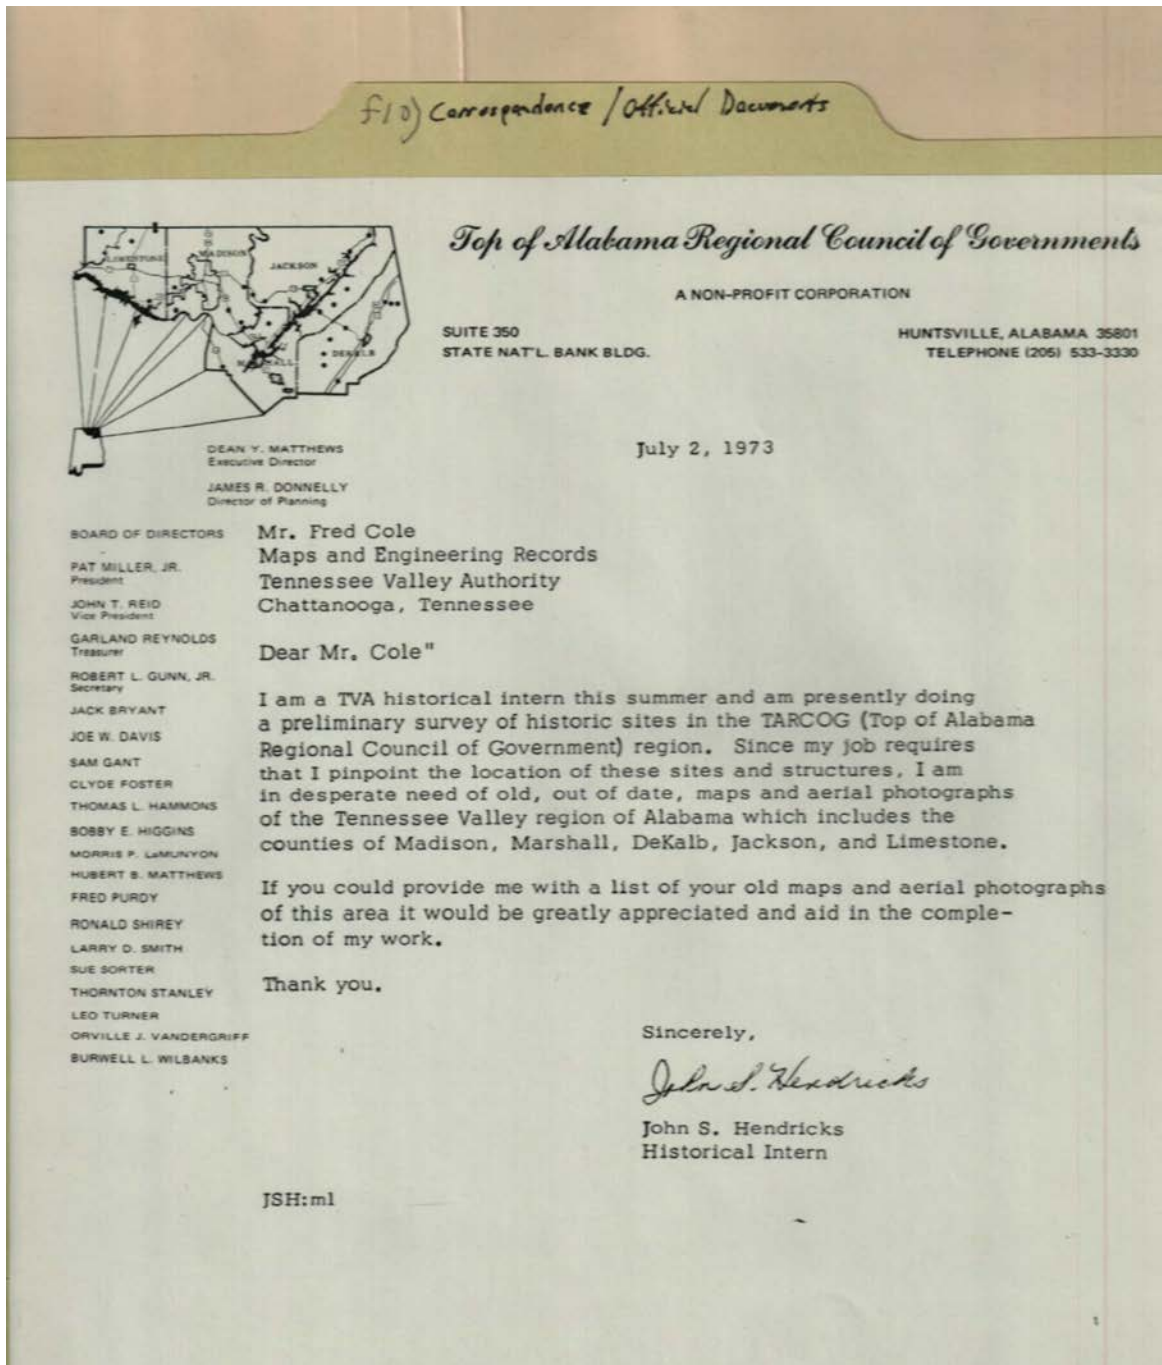 f10) Correspondence / Official Documents
LIMESTONE
MADISON
JACKSON
DEKALB
MARSHALL
Top of Alabama Regional Council of Governments
A NON-PROFIT CORPORATION
SUITE 350
HUNTSVILLE, ALABAMA 35801
STATE NAT'L. BANK BLDG.
TELEPHONE (205) 533-3330
DEAN Y. MATTHEWS
Executive Director
JAMES R. DONNELLY
Director of Planning
July 2, 1973
BOARD OF DIRECTORS
PAT MILLER, JR.
President
JOHN T. REID
Vice President
GARLAND REYNOLDS
Treasurer
ROBERT L. GUNN, JR.
Secretary
JACK BRYANT
JOE W. DAVIS
SAM GANT
CLYDE FOSTER
THOMAS L. HAMMONS
BOBBY E. HIGGINS
MORRIS P. LeMUNYON
HUBERT B. MATTHEWS
FRED PURDY
RONALD SHIREY
LARRY D. SMITH
SUE SORTER
THORNTON STANLEY
LEO TURNER
ORVILLE J. VANDERGRIFF
BURWELL L. WILBANKS
Mr. Fred Cole
Maps and Engineering Records
Tennessee Valley Authority
Chattanooga, Tennessee
Dear Mr. Cole"
I am a TVA historical intern this summer and am presently doing
a preliminary survey of historic sites in the TARCOG (Top of Alabama
Regional Council of Government) region. Since my job requires
that I pinpoint the location of these sites and structures, I am
in desperate need of old, out of date, maps and aerial photographs
of the Tennessee Valley region of Alabama which includes the
counties of Madison, Marshall, DeKalb, Jackson, and Limestone.
If you could provide me with a list of your old maps and aerial photographs
of this area it would be greatly appreciated and aid in the comple-
tion of my work.
Thank you.
Sincerely,
John S. Hendricks
John S. Hendricks
Historical Intern
JSH:ml
1